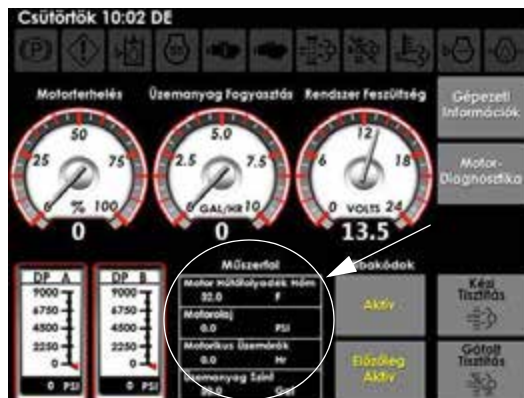 Csütörtök 10:02 DE
Motorterhelés
Üzemanyag Fogyasztás
Rendszer Feszültség
Gépezeti
Információk
Motor-
Diagnosztika
0 25 50 75 100
%
0
2.5 5.0 7.5 10
GAL/HR
0
0 12 18 24
VOLTS
13.5
DP A
9000
6750
4500
2250
0
0 PSI
DP B
9000
6750
4500
2250
0
0 PSI
Műszerfal
Motor Hűtőfolyadék Hőm
32.0 F
Motorolaj
0.0 PSI
Motorikus Üzemórák
0.0 Hr
Üzemanyag Szint
Gal
bakódok
Aktív
Előzőleg
Aktív
Kézi
Tisztítás
Gátolt
Tisztítás